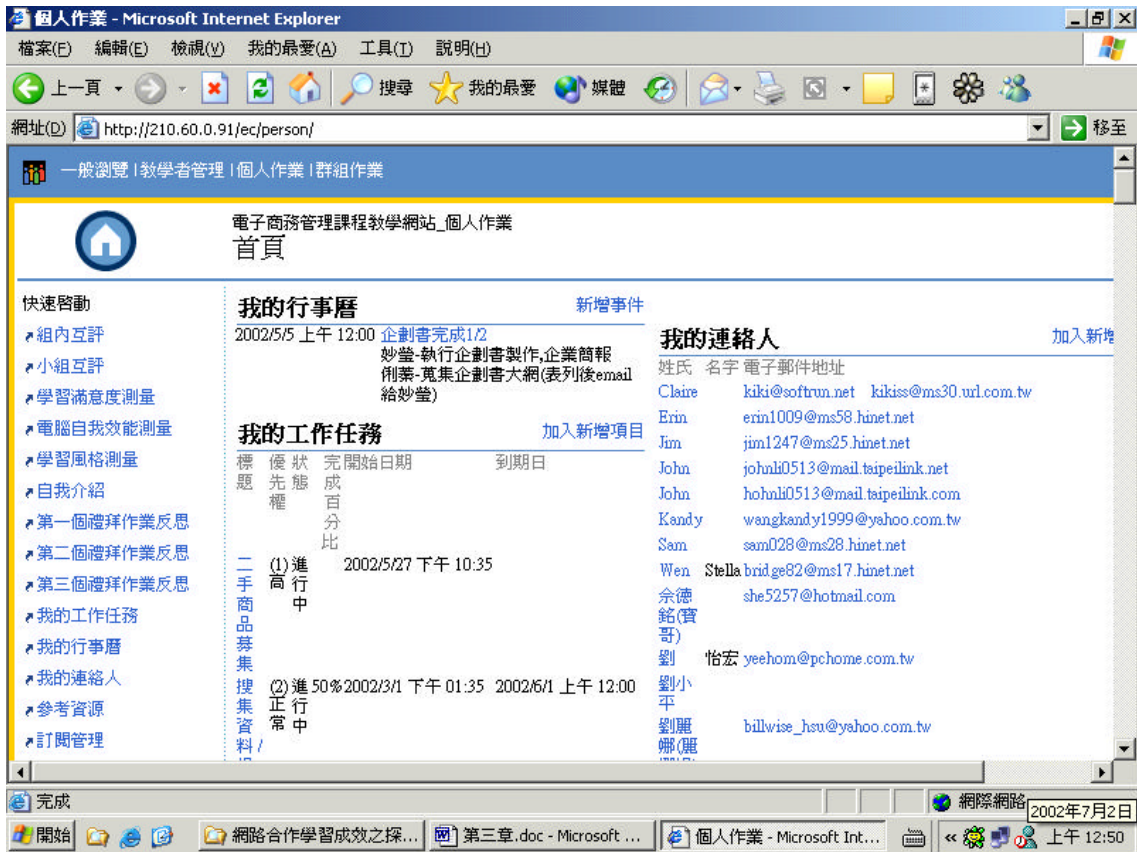 個人作業 - Microsoft Internet Explorer
檔案(F) 編輯(E) 檢視(V) 我的最愛(A) 工具(T) 說明(H)
上一頁 搜尋 我的最愛 媒體
網址(D) http://210.60.0.91/ec/person/ 移至
一般瀏覽 | 教學者管理 | 個人作業 | 群組作業
電子商務管理課程教學網站_個人作業
首頁
快速啓動
組內互評
小組互評
學習滿意度測量
電腦自我效能測量
學習風格測量
自我介紹
第一個禮拜作業反思
第二個禮拜作業反思
第三個禮拜作業反思
我的工作任務
我的行事曆
我的連絡人
參考資源
訂閱管理
我的行事曆 新增事件
2002/5/5 上午 12:00 企劃書完成1/2
妙瑩-執行企劃書製作,企業簡報
俐蓁-蒐集企劃書大網(表列後email
給妙瑩)
我的工作任務 加入新增項目
標題 優先權 狀態 完成百分比 開始日期 到期日
二手商品募集 (1)高 進行中 2002/5/27 下午 10:35
搜集資料 / (2)正常 進行中 50% 2002/3/1 下午 01:35 2002/6/1 上午 12:00
我的連絡人 加入新增
姓氏 名字 電子郵件地址
Claire kiki@softrun.net kikiss@ms30.url.com.tw
Erin erin1009@ms58.hinet.net
Jim jim1247@ms25.hinet.net
John johnli0513@mail.taipeilink.net
John hohnli0513@mail.taipeilink.com
Kandy wangkandy1999@yahoo.com.tw
Sam sam028@ms28.hinet.net
Wen Stella bridge82@ms17.hinet.net
佘德銘(寶哥) she5257@hotmail.com
劉 怡宏 yeehom@pchome.com.tw
劉小平
劉麗娜(麗 billwise_hsu@yahoo.com.tw
完成 網際網路
2002年7月2日
開始 網路合作學習成效之探... 第三章.doc - Microsoft ... 個人作業 - Microsoft Int... 上午 12:50